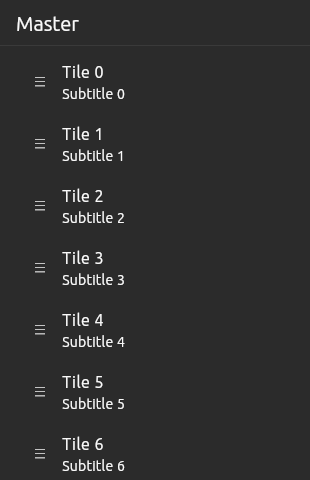 Master
Tile 0
Subtitle 0
Tile 1
Subtitle 1
Tile 2
Subtitle 2
Tile 3
Subtitle 3
Tile 4
Subtitle 4
Tile 5
Subtitle 5
Tile 6
Subtitle 6